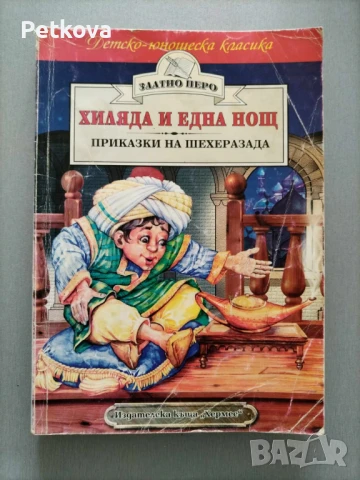 Petkova
Детско-юношеска класика
ЗЛАТНО ПЕРО
ХИЛЯДА И ЕДНА НОЩ
ПРИКАЗКИ НА ШЕХЕРАЗАДА
Издателска къща „Хермес“
BAZAR